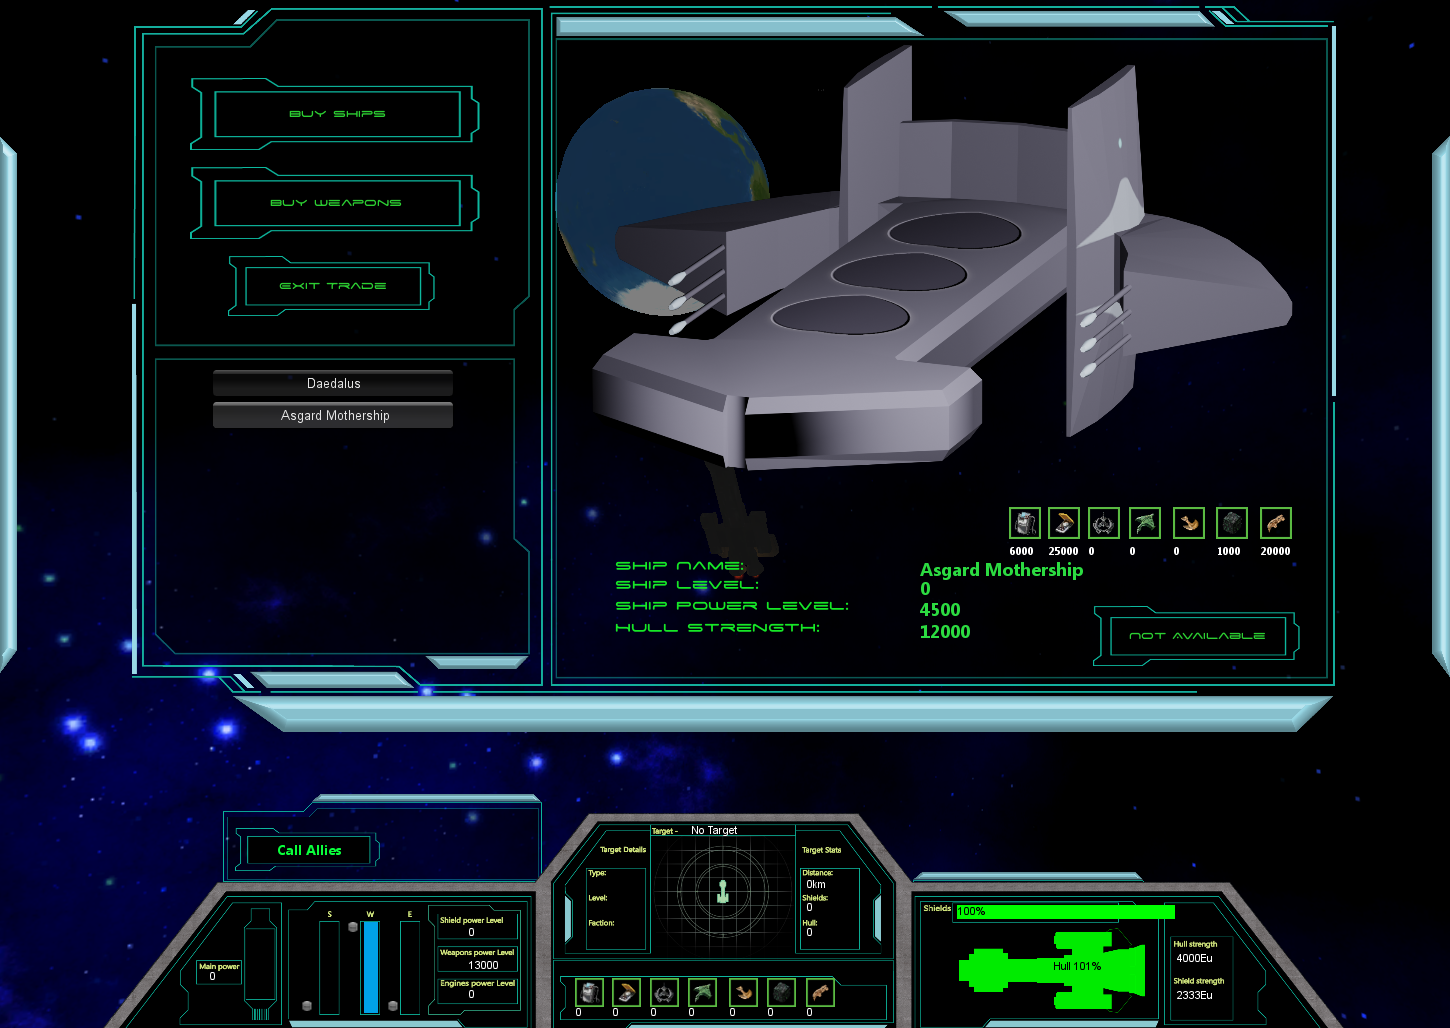 BUY SHIPS
BUY WEAPONS
EXIT TRADE
Daedalus
Asgard Mothership
6000 25000 0 0 0 1000 20000
SHIP NAME: Asgard Mothership
SHIP LEVEL: 0
SHIP POWER LEVEL: 4500
HULL STRENGTH: 12000
NOT AVAILABLE
Call Allies
Main power
0
S W E
Shield power Level
0
Weapons power Level
13000
Engines power Level
0
Target - No Target
Target Details
Type:
Level:
Faction:
Target Stats
Distance:
0km
Shields:
0
Hull:
0
0 0 0 0 0 0 0
Shields 100%
Hull 101%
Hull strength
4000Eu
Shield strength
2333Eu